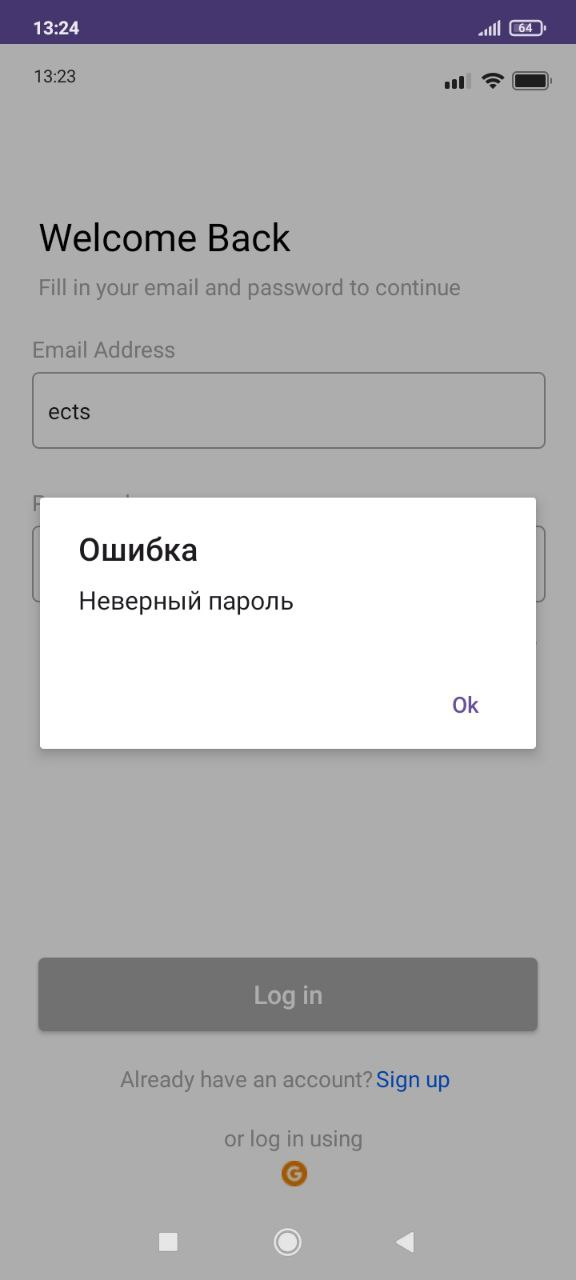 13:24
64
13:23
Welcome Back
Fill in your email and password to continue
Email Address
ects
Ошибка
Неверный пароль
Ok
Log in
Already have an account? Sign up
or log in using
G